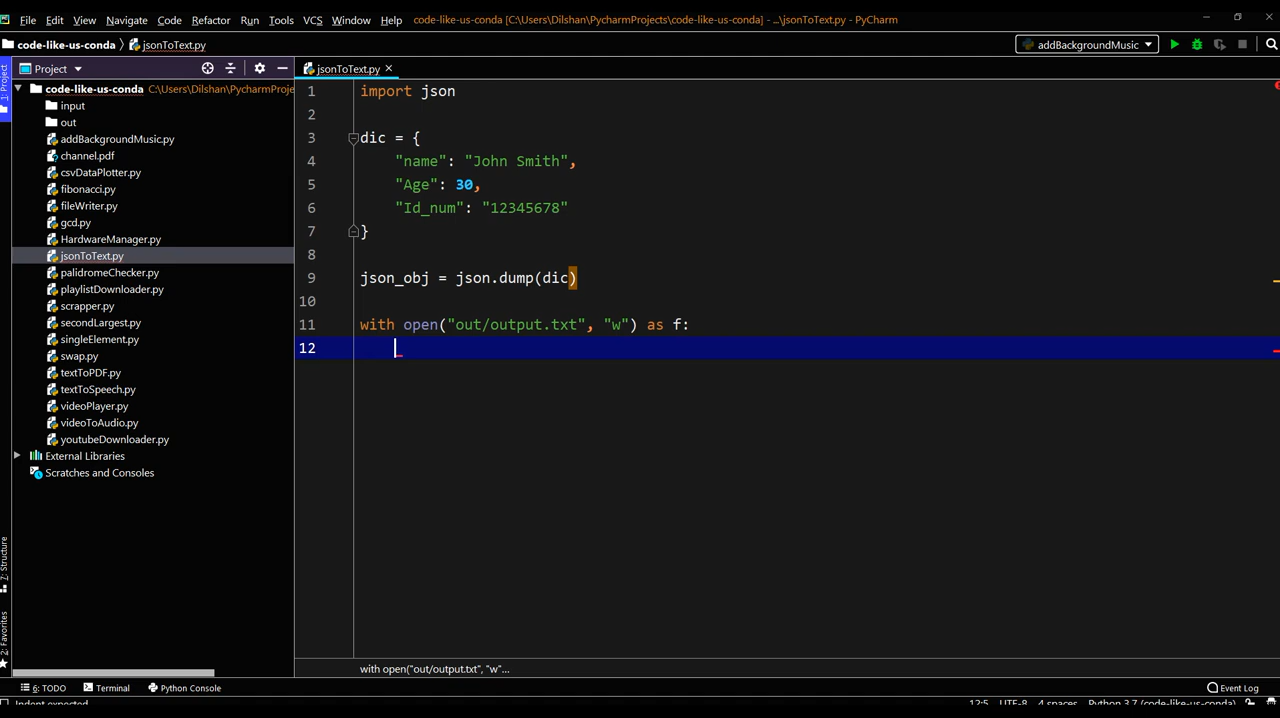 File Edit View Navigate Code Refactor Run Tools VCS Window Help code-like-us-conda [C:\Users\Dilshan\PycharmProjects\code-like-us-conda] - ...\jsonToText.py - PyCharm
code-like-us-conda jsonToText.py addBackgroundMusic
Project jsonToText.py
1: Project
code-like-us-conda C:\Users\Dilshan\PycharmProje
input
out
addBackgroundMusic.py
channel.pdf
csvDataPlotter.py
fibonacci.py
fileWriter.py
gcd.py
HardwareManager.py
jsonToText.py
palidromeChecker.py
playlistDownloader.py
scrapper.py
secondLargest.py
singleElement.py
swap.py
textToPDF.py
textToSpeech.py
videoPlayer.py
videoToAudio.py
youtubeDownloader.py
External Libraries
Scratches and Consoles
7: Structure
2: Favorites
1 import json
2
3 dic = {
4 "name": "John Smith",
5 "Age": 30,
6 "Id_num": "12345678"
7 }
8
9 json_obj = json.dump(dic)
10
11 with open("out/output.txt", "w") as f:
12
with open("out/output.txt", "w"...
6: TODO Terminal Python Console Event Log
Indent expected 12:5 UTF-8 4 spaces Python 3.7 (code-like-us-conda)